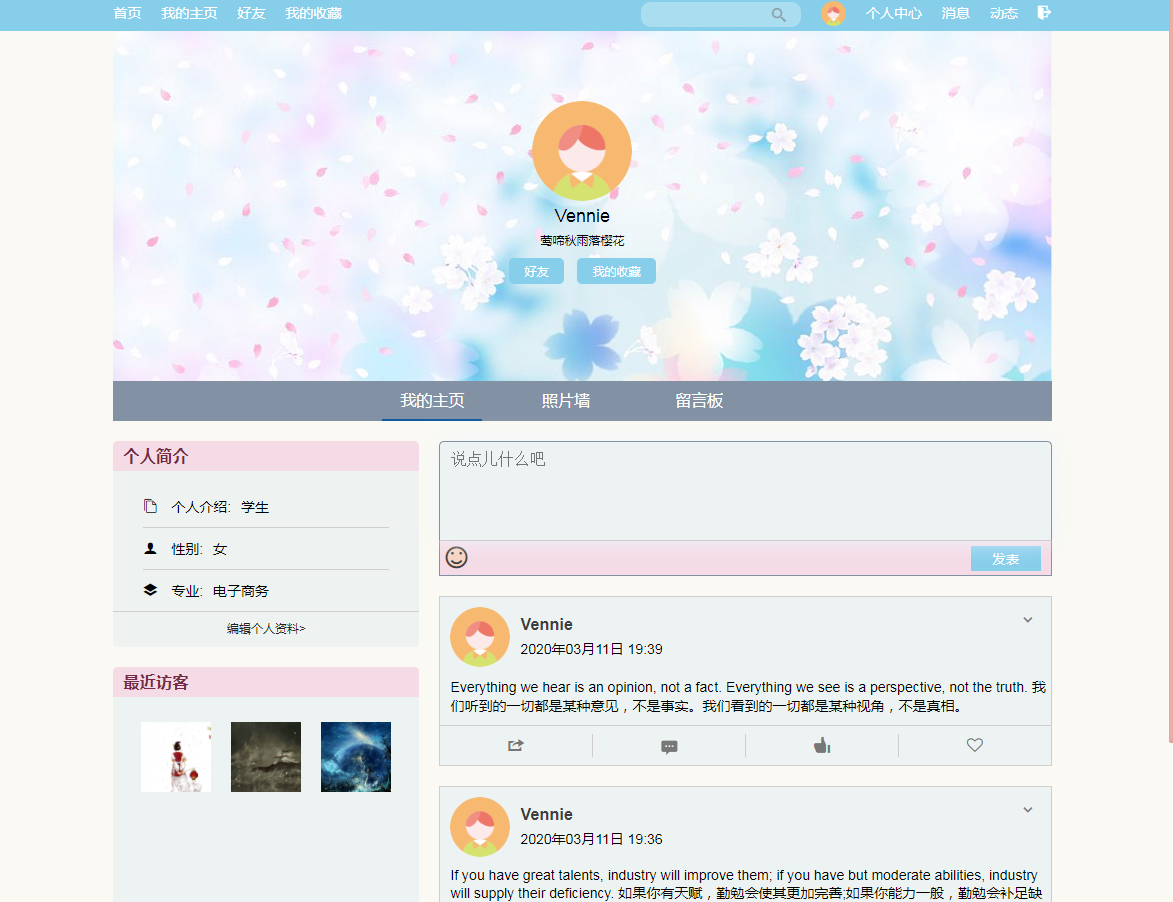 首页 我的主页 好友 我的收藏 个人中心 消息 动态
Vennie
莺啼秋雨落樱花
好友 我的收藏
我的主页 照片墙 留言板
个人简介
个人介绍: 学生
性别: 女
专业: 电子商务
编辑个人资料>
最近访客
说点儿什么吧
发表
Vennie
2020年03月11日 19:39
Everything we hear is an opinion, not a fact. Everything we see is a perspective, not the truth. 我
们听到的一切都是某种意见，不是事实。我们看到的一切都是某种视角，不是真相。
Vennie
2020年03月11日 19:36
If you have great talents, industry will improve them; if you have but moderate abilities, industry
will supply their deficiency. 如果你有天赋，勤勉会使其更加完善;如果你能力一般，勤勉会补足缺